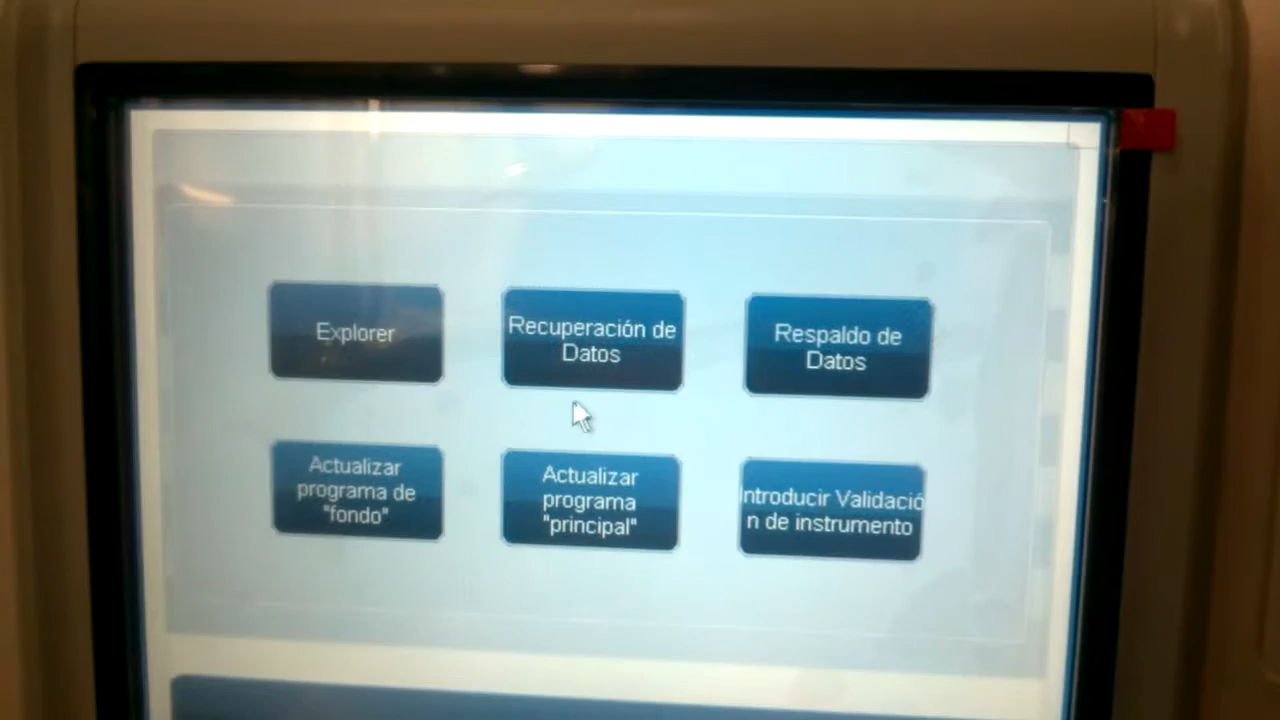 Explorer
Recuperación de
Datos
Respaldo de
Datos
Actualizar
programa de
"fondo"
Actualizar
programa
"principal"
Introducir Validació
n de instrumento